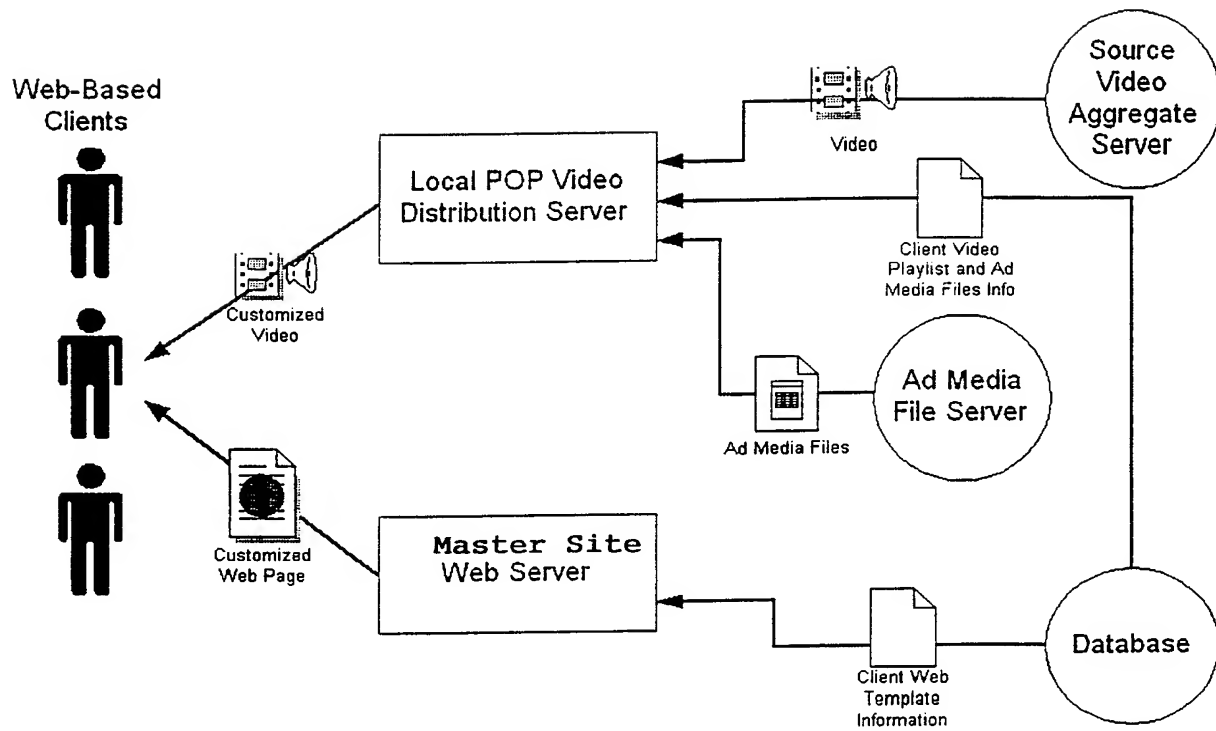 Web-Based
Clients
Source
Video
Aggregate
Server
Video
Local POP Video
Distribution Server
Client Video
Playlist and Ad
Media Files Info
Customized
Video
Ad Media
File Server
Ad Media Files
Master Site
Web Server
Customized
Web Page
Database
Client Web
Template
Information